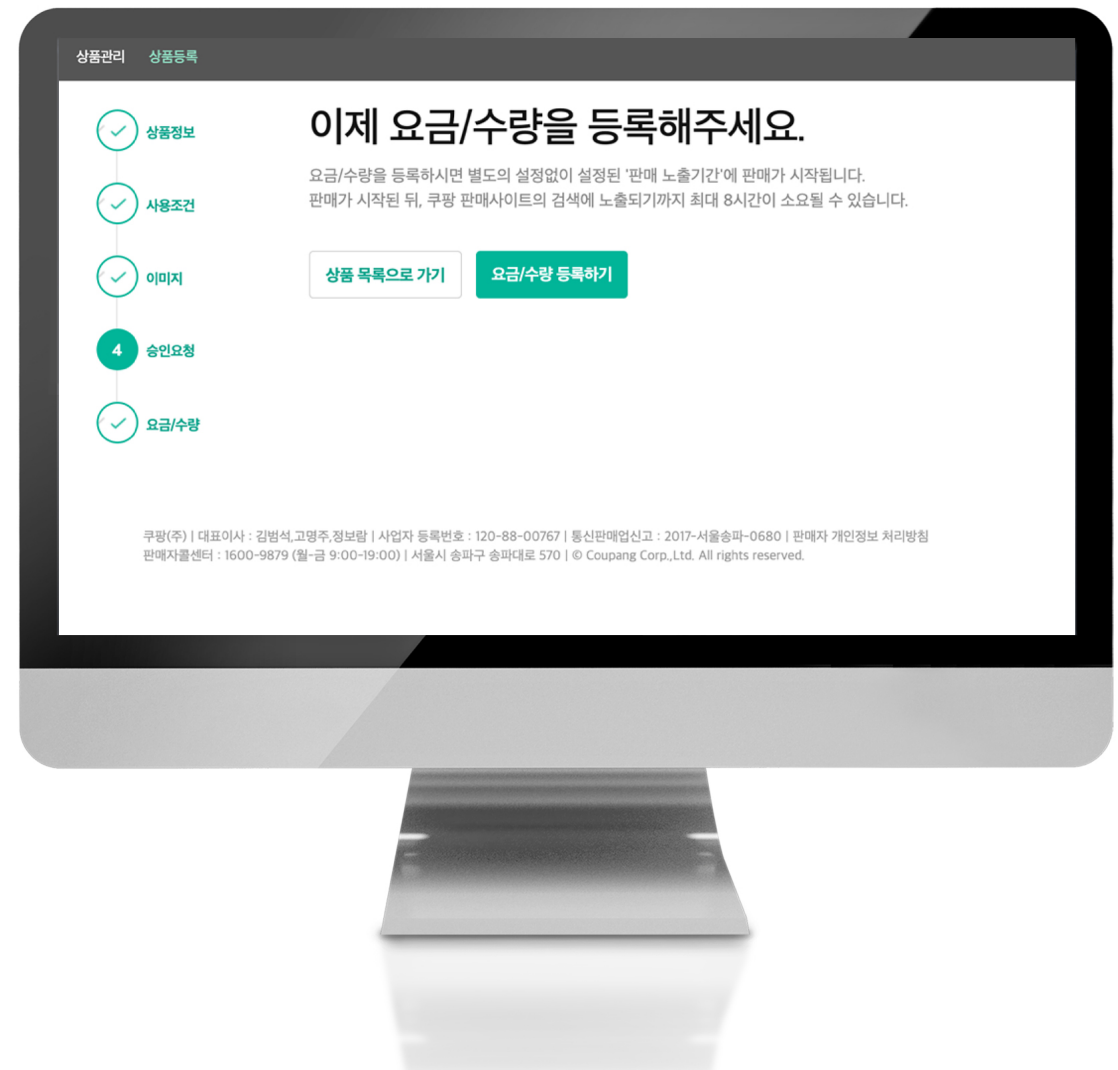 상품관리 상품등록
상품정보
사용조건
이미지
4 승인요청
요금/수량
이제 요금/수량을 등록해주세요.
요금/수량을 등록하시면 별도의 설정없이 설정된 '판매 노출기간'에 판매가 시작됩니다.
판매가 시작된 뒤, 쿠팡 판매사이트의 검색에 노출되기까지 최대 8시간이 소요될 수 있습니다.
상품 목록으로 가기 요금/수량 등록하기
쿠팡(주) | 대표이사 : 김범석,고명주,정보람 | 사업자 등록번호 : 120-88-00767 | 통신판매업신고 : 2017-서울송파-0680 | 판매자 개인정보 처리방침
판매자콜센터 : 1600-9879 (월-금 9:00-19:00) | 서울시 송파구 송파대로 570 | © Coupang Corp.,Ltd. All rights reserved.